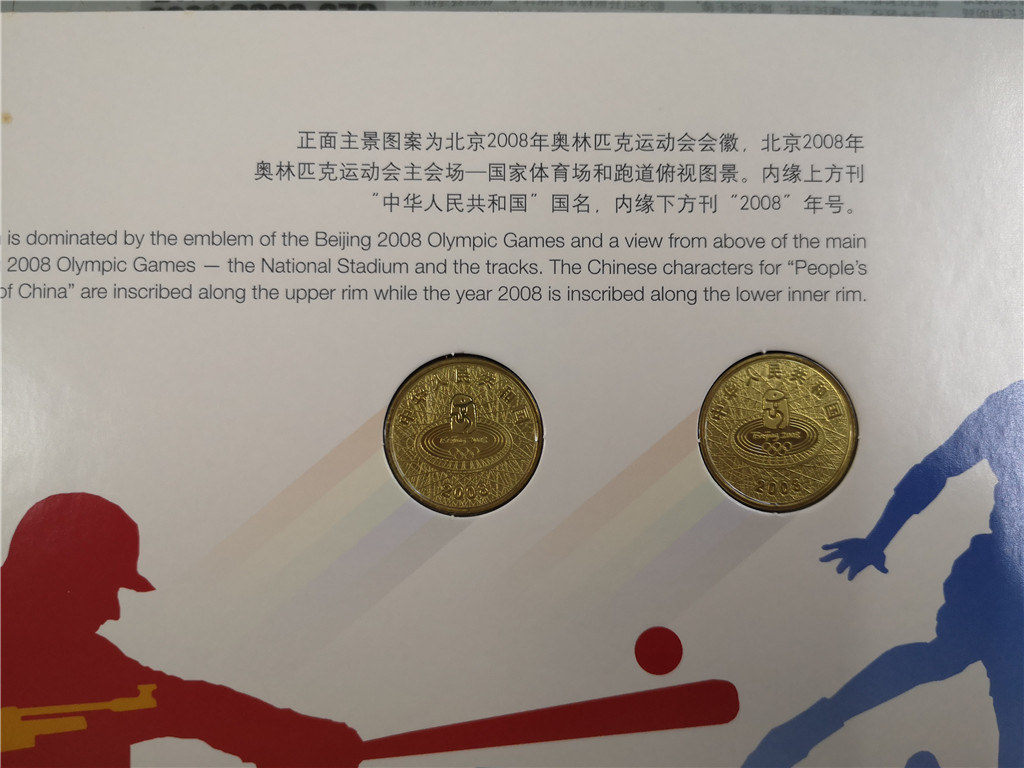 正面主景图案为北京2008年奥林匹克运动会会徽，北京2008年
奥林匹克运动会主会场—国家体育场和跑道俯视图景。内缘上方刊
“中华人民共和国”国名，内缘下方刊“2008”年号。
is dominated by the emblem of the Beijing 2008 Olympic Games and a view from above of the main
2008 Olympic Games — the National Stadium and the tracks. The Chinese characters for “People's
of China” are inscribed along the upper rim while the year 2008 is inscribed along the lower inner rim.
中华人民共和国
Beijing 2008
2008
中华人民共和国
Beijing 2008
2008